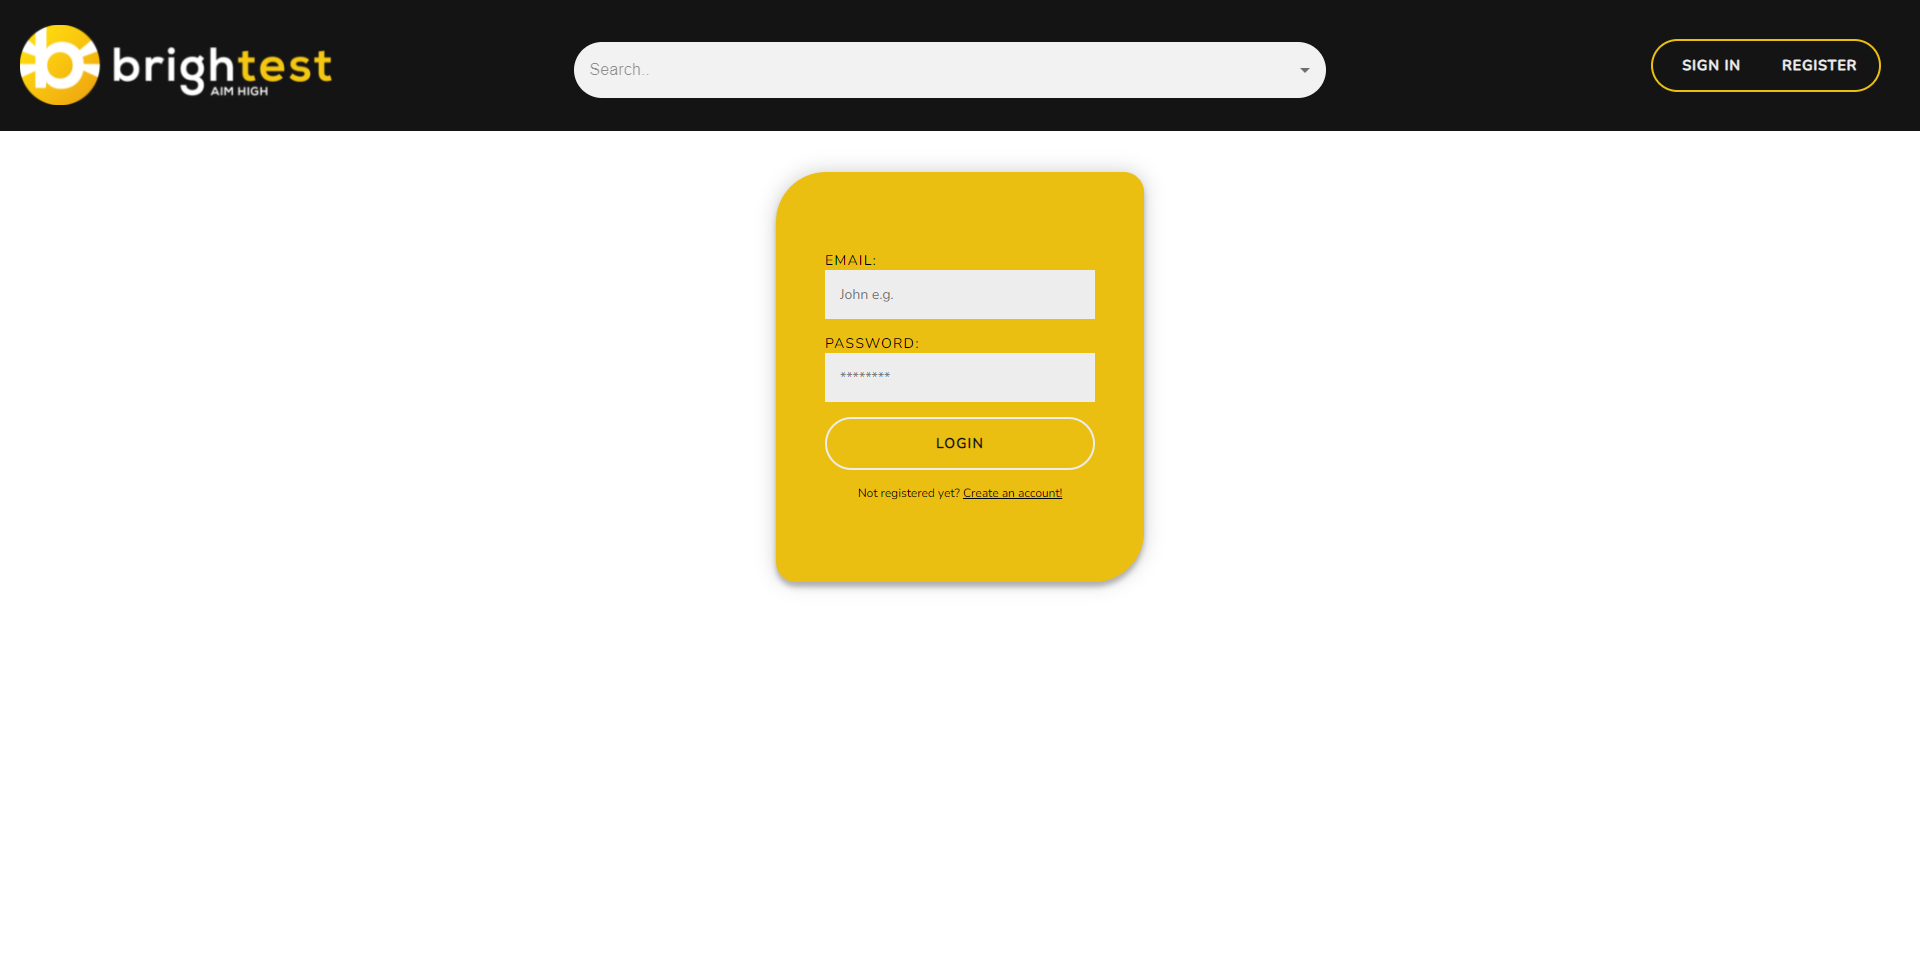 brightest
AIM HIGH
Search..
SIGN IN REGISTER
EMAIL:
John e.g.
PASSWORD:
********
LOGIN
Not registered yet? Create an account!